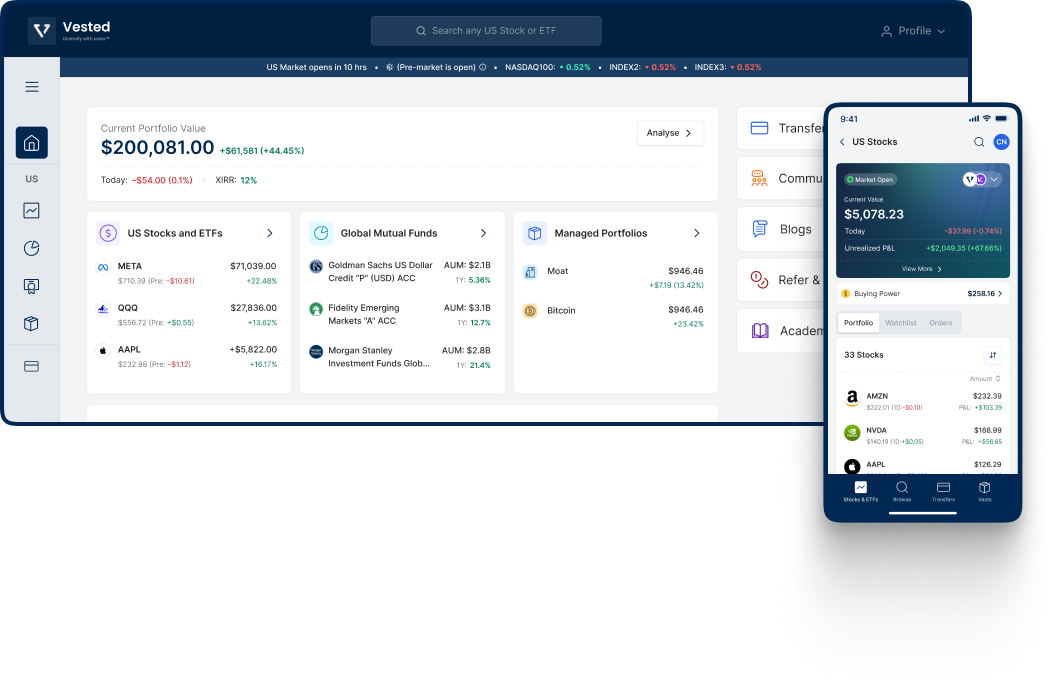 Vested
Diversify with ease.™
Search any US Stock or ETF
Profile
US Market opens in 10 hrs • (Pre-market is open) • NASDAQ100: 0.52% • INDEX2: 0.52% • INDEX3: 0.52%
US
Current Portfolio Value
$200,081.00 +$61,581 (+44.45%)
Today: −$54.00 (0.1%) XIRR: 12%
Analyse
US Stocks and ETFs
META $71,039.00
$710.39 (Pre: −$10.61) +22.48%
QQQ $27,836.00
$556.72 (Pre: +$0.55) +13.62%
AAPL +$5,822.00
$232.98 (Pre: −$1.12) +16.17%
Global Mutual Funds
Goldman Sachs US Dollar AUM: $2.1B
Credit "P" (USD) ACC 1Y: 5.36%
Fidelity Emerging AUM: $3.1B
Markets "A" ACC 1Y: 12.7%
Morgan Stanley AUM: $2.8B
Investment Funds Glob... 1Y: 21.4%
Managed Portfolios
Moat $946.46
+$7.19 (13.42%)
Bitcoin $946.46
+23.42%
Transfe
Commu
Blogs
Refer &
Academ
9:41
US Stocks
CN
Market Open
Current Value
$5,078.23
Today -$37.99 (-0.74%)
Unrealized P&L +$2,049.35 (+67.66%)
View More
Buying Power $258.16
Portfolio Watchlist Orders
33 Stocks
Amount
AMZN $232.39
$222.01 (1D:-$0.10) P&L: +$103.39
NVDA $168.99
$140.19 (1D:+$0.05) P&L: +$56.65
AAPL $126.29
Stocks & ETFs Browse Transfers Vests